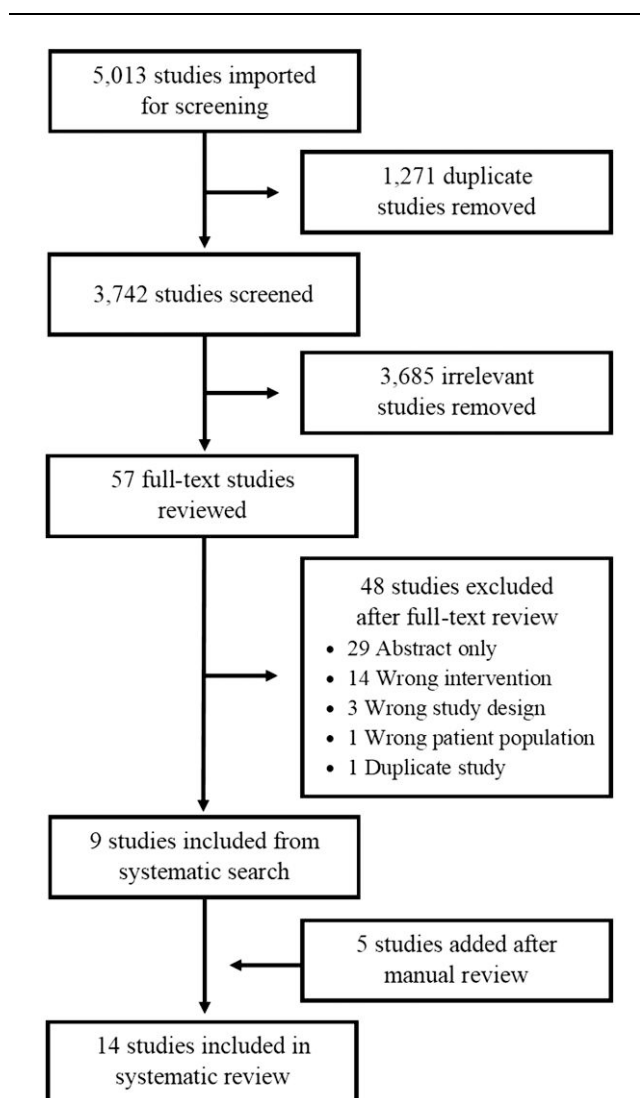 5,013 studies imported
for screening
1,271 duplicate
studies removed
3,742 studies screened
3,685 irrelevant
studies removed
57 full-text studies
reviewed
48 studies excluded
after full-text review
• 29 Abstract only
• 14 Wrong intervention
• 3 Wrong study design
• 1 Wrong patient population
• 1 Duplicate study
9 studies included from
systematic search
5 studies added after
manual review
14 studies included in
systematic review